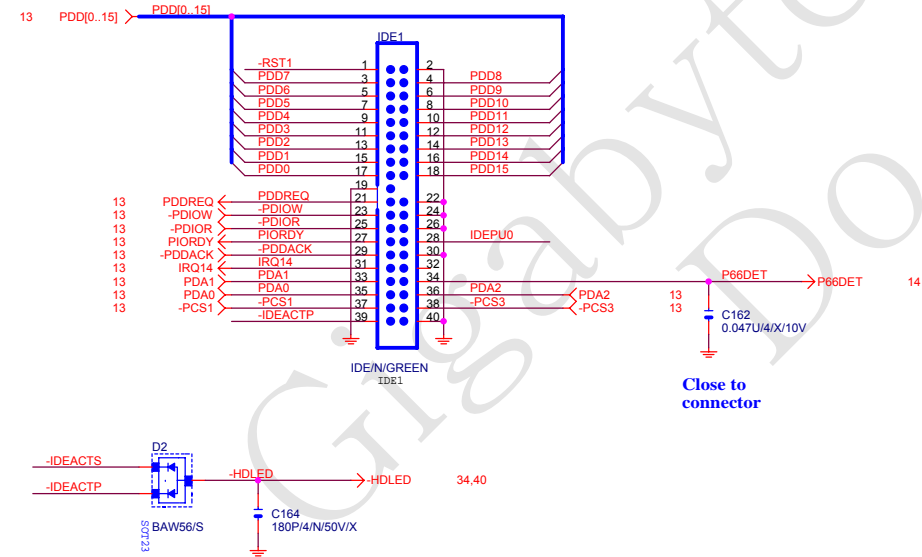 13 PDD[0..15] PDD[0..15]
IDE1
-RST1 1 2
PDD7 3 4 PDD8
PDD6 5 6 PDD9
PDD5 7 8 PDD10
PDD4 9 10 PDD11
PDD3 11 12 PDD12
PDD2 13 14 PDD13
PDD1 15 16 PDD14
PDD0 17 18 PDD15
19
13 PDDREQ PDDREQ 21 22
13 -PDIOW -PDIOW 23 24
13 -PDIOR -PDIOR 25 26
13 PIORDY PIORDY 27 28 IDEPU0
13 -PDDACK -PDDACK 29 30
13 IRQ14 IRQ14 31 32
13 PDA1 PDA1 33 34 P66DET P66DET 14
13 PDA0 PDA0 35 36 PDA2 PDA2 13
13 -PCS1 -PCS1 37 38 -PCS3 -PCS3 13
-IDEACTP 39 40
C162
0.047U/4/X/10V
IDE/N/GREEN
IDE1
Close to
connector
D2
-IDEACTS
-HDLED -HDLED 34,40
-IDEACTP
C164
BAW56/S 180P/4/N/50V/X
SOT23
Gigabyte
Do